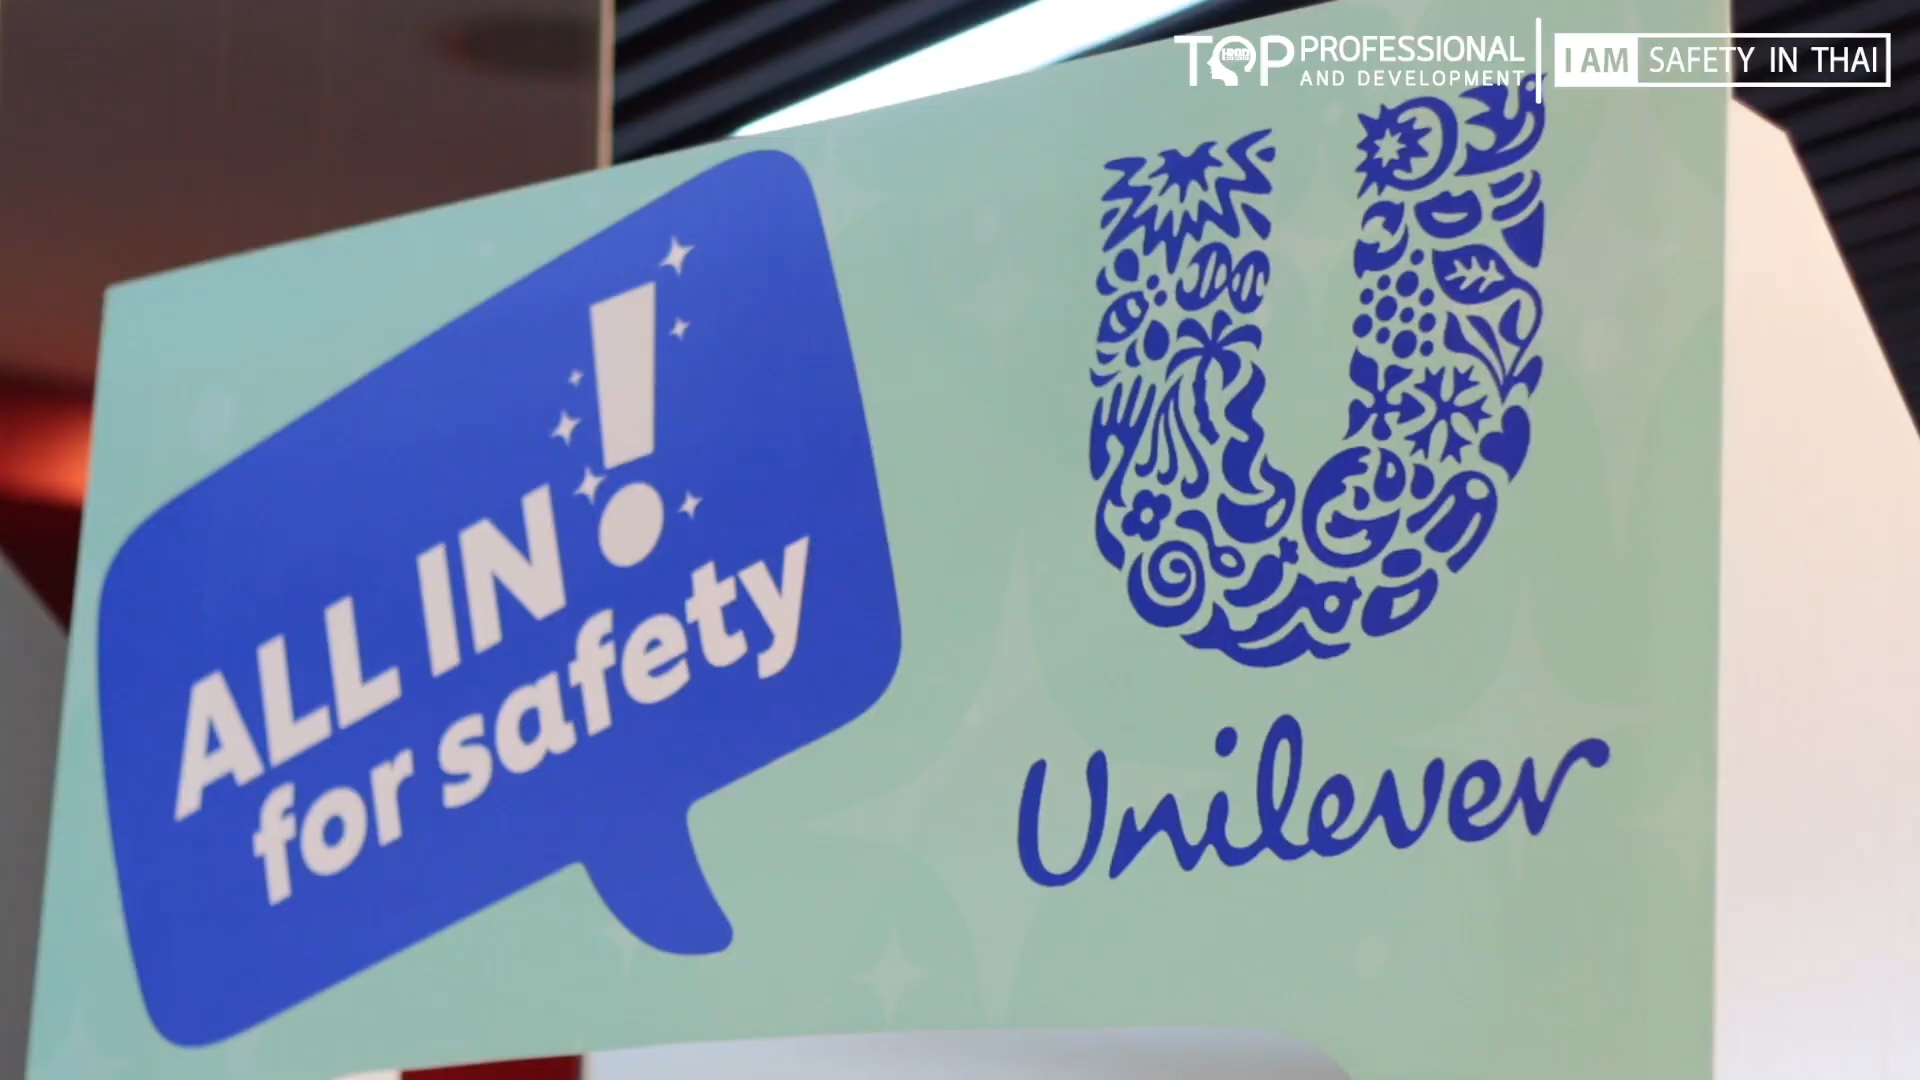 TOP PROFESSIONAL
AND DEVELOPMENT
I AM SAFETY IN THAI
ALL IN!
for safety
Unilever